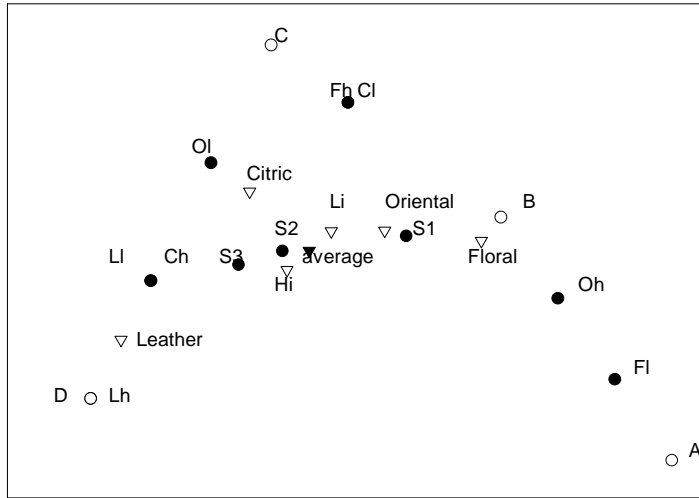 C
Fh Cl
Ol
Citric
Li
Oriental
B
S2
S1
Ll
Ch
S3
average
Floral
Hi
Oh
Leather
Fl
D
Lh
A